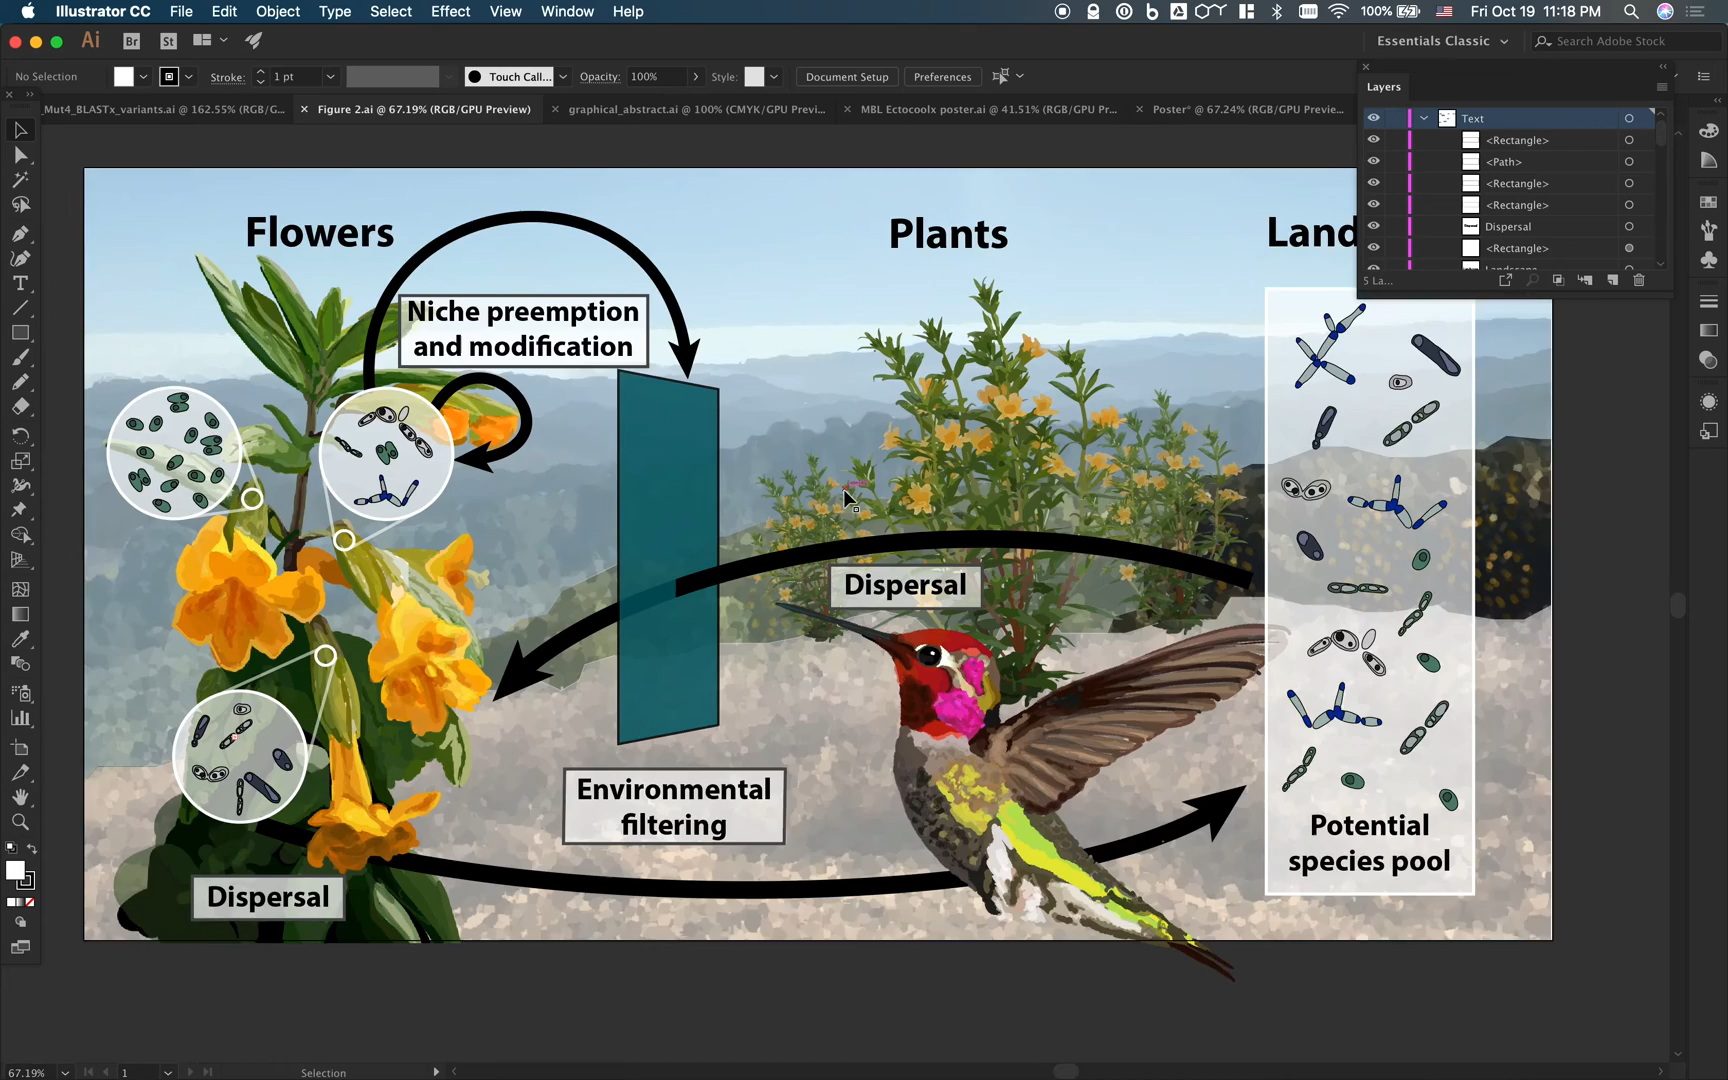 Illustrator CC File Edit Object Type Select Effect View Window Help
100% Fri Oct 19 11:18 PM
Ai Br St
Essentials Classic
Search Adobe Stock
No Selection
Stroke: 1 pt
Touch Call...
Opacity: 100%
Style:
Document Setup
Preferences
Mut4_BLASTx_variants.ai @ 162.55% (RGB/G...
Figure 2.ai @ 67.19% (RGB/GPU Preview)
graphical_abstract.ai @ 100% (CMYK/GPU Previ...
MBL Ectocoolx poster.ai @ 41.51% (RGB/GPU Pr...
Poster* @ 67.24% (RGB/GPU Previe...
Layers
Text
<Rectangle>
<Path>
<Rectangle>
<Rectangle>
Dispersal
<Rectangle>
Landscape
5 La...
Flowers
Plants
Land
Niche preemption
and modification
Dispersal
Environmental
filtering
Potential
species pool
Dispersal
67.19%
1
Selection